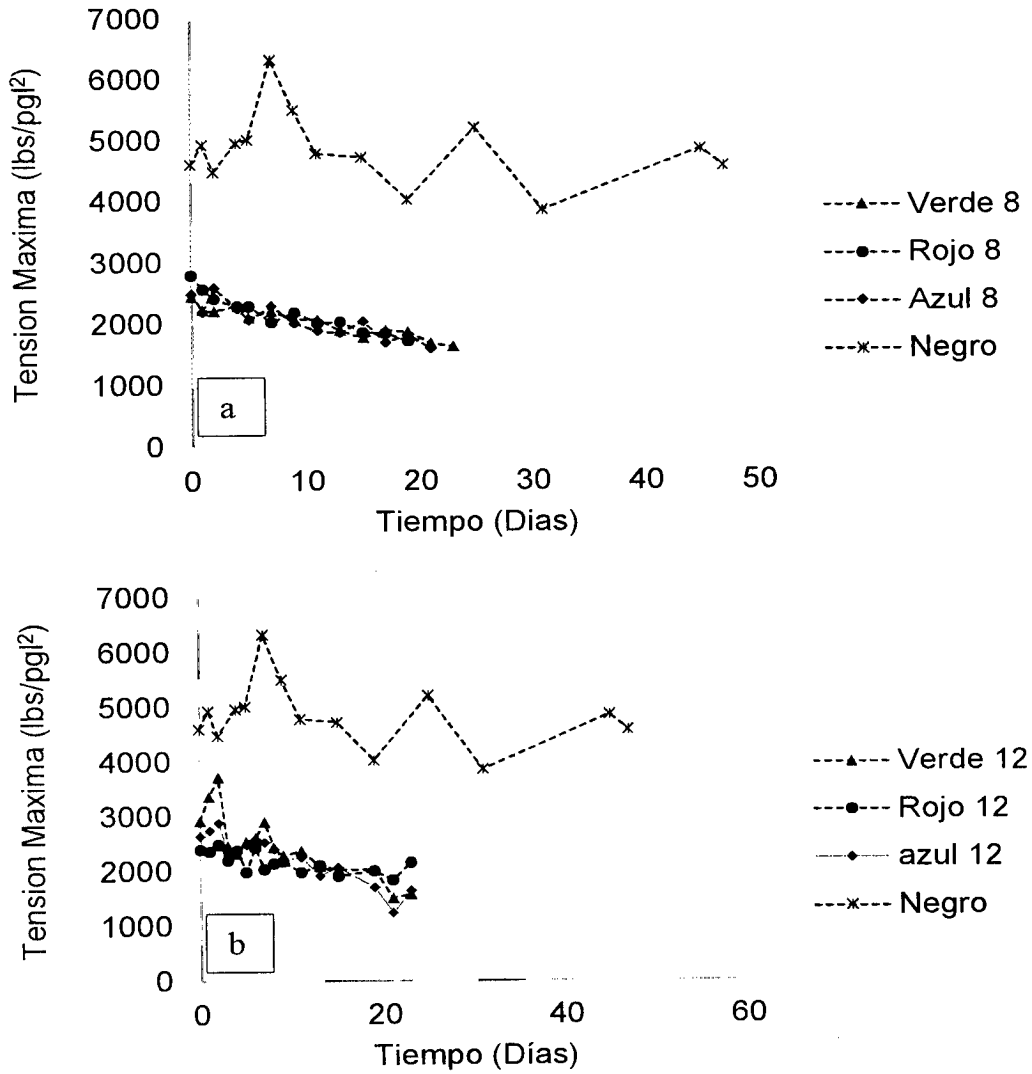 Tension Maxima (lbs/pgl²)
7000
6000
5000
4000
3000
2000
1000
0
a
0 10 20 30 40 50
Tiempo (Dias)
Verde 8
Rojo 8
Azul 8
Negro
Tension Maxima (lbs/pgl²)
7000
6000
5000
4000
3000
2000
1000
0
b
0 20 40 60
Tiempo (Días)
Verde 12
Rojo 12
azul 12
Negro